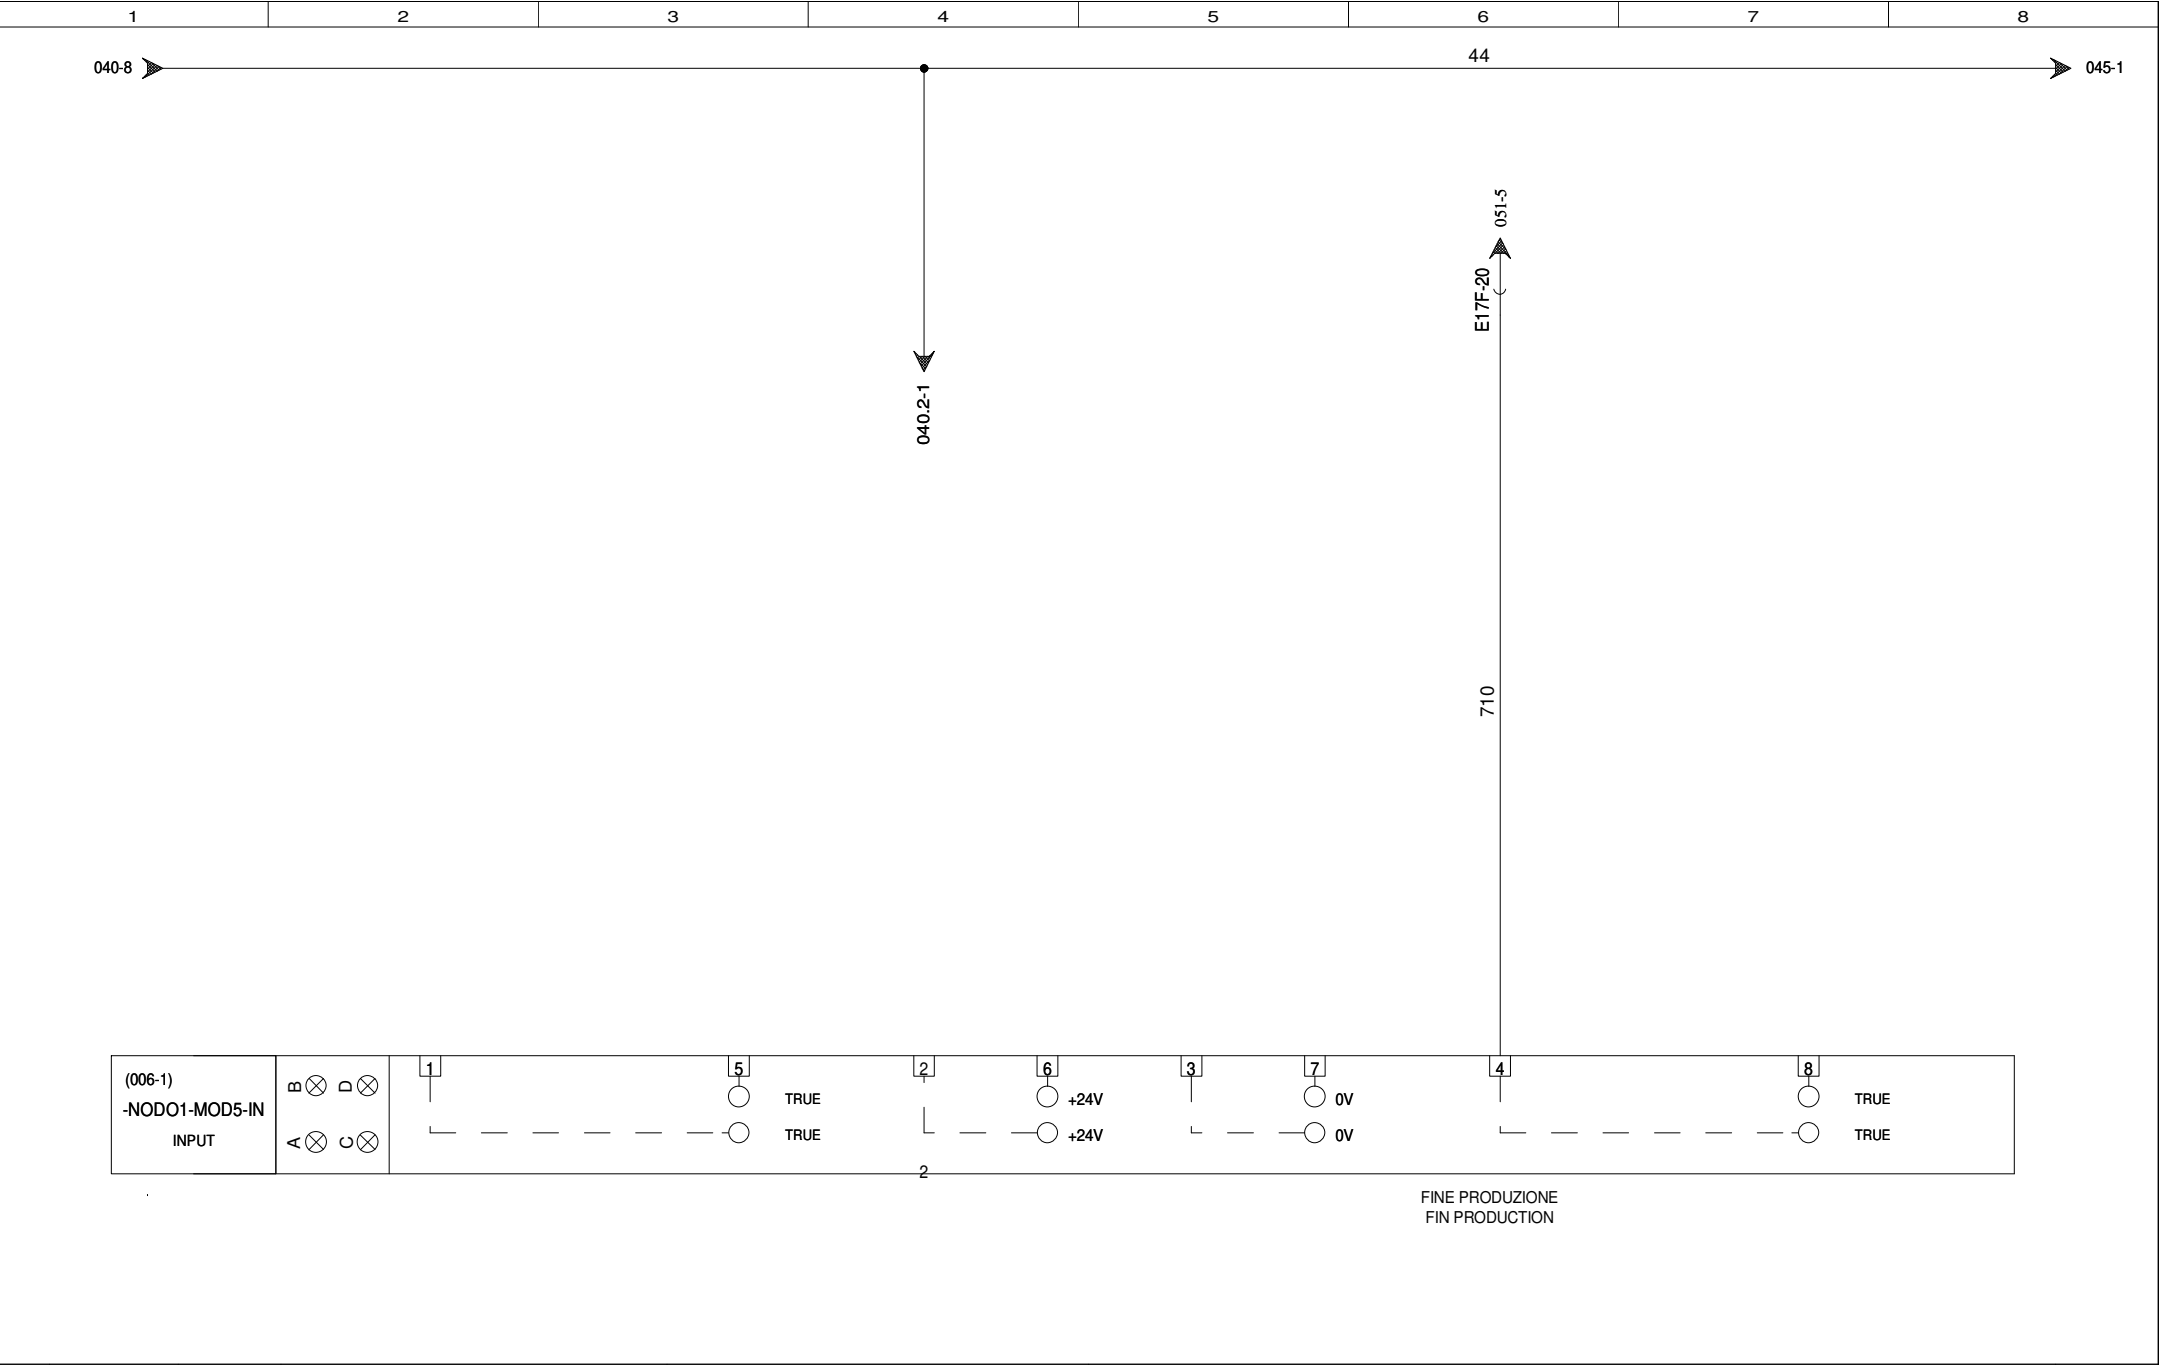 1 2 3 4 5 6 7 8
44
040-8 045-1
051-5
E17F-20
040.2-1
710
1 5 2 6 3 7 4 8
(006-1)
B D
TRUE +24V 0V TRUE
-NODO1-MOD5-IN
INPUT
A C
TRUE +24V 0V TRUE
2
FINE PRODUZIONE
FIN PRODUCTION